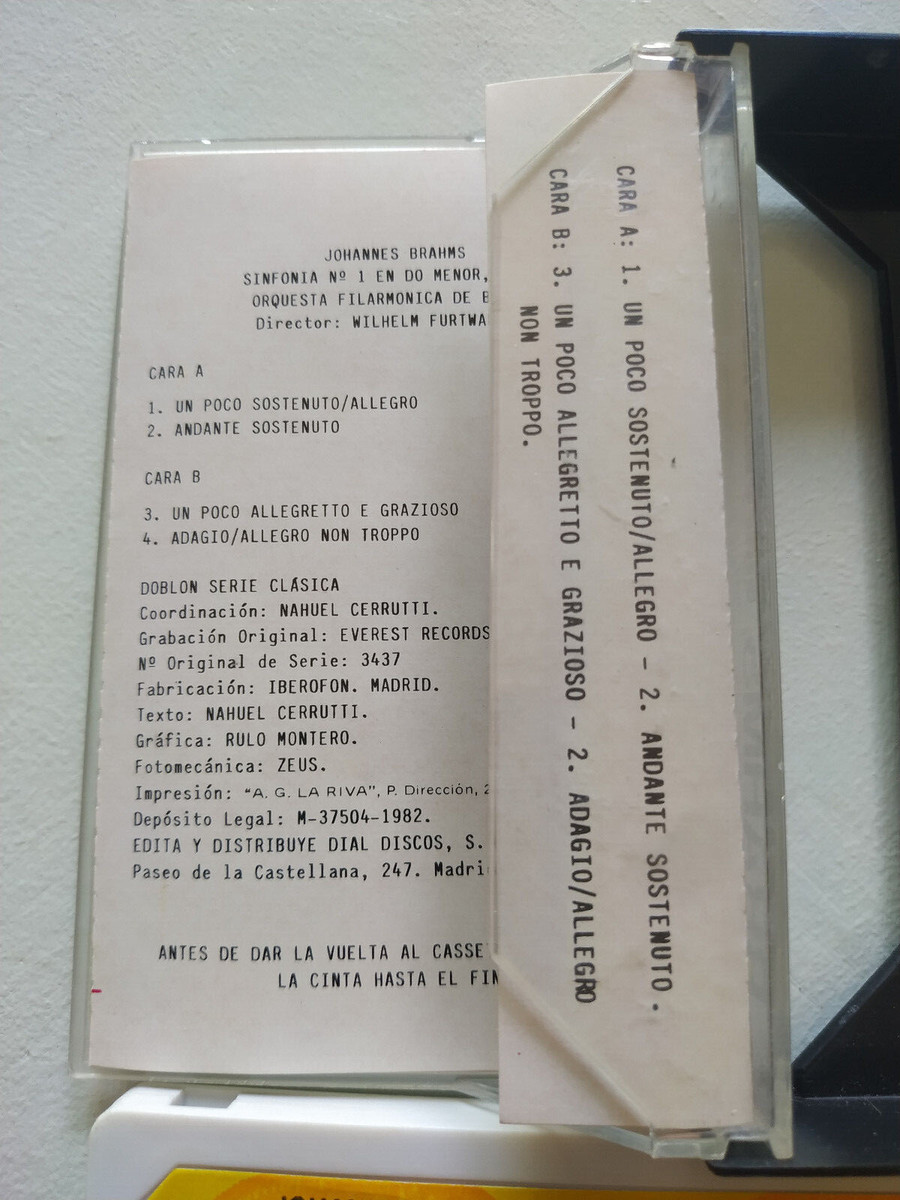 JOHANNES BRAHMS
SINFONIA Nº 1 EN DO MENOR,
ORQUESTA FILARMONICA DE
Director: WILHELM
CARA A
1. UN POCO SOSTENUTO/ALLEGRO
2. ANDANTE SOSTENUTO
CARA B
3. UN POCO ALLEGRETTO E GRAZIOSO
4. ADAGIO/ALLEGRO NON TROPPO
DOBLON SERIE CLÁSICA
Coordinación: NAHUEL CERRUTTI.
Grabación Original: EVEREST RECORDS
Nº Original de Serie: 3437
Fabricación: IBEROFON. MADRID.
Texto: NAHUEL CERRUTTI.
Gráfica: RULO MONTERO.
Fotomecánica: ZEUS.
Impresión: "A. G. LA RIVA", P. Dirección,
Depósito Legal: M-37504-1982.
EDITA Y DISTRIBUYE DIAL DISCOS, S.
Paseo de la Castellana, 247.
ANTES DE DAR LA VUELTA AL
LA CINTA HASTA EL
CARA A: 1. UN POCO SOSTENUTO/ALLEGRO - 2. ANDANTE SOSTENUTO.
CARA B: 3. UN POCO ALLEGRETTO E GRAZIOSO - 2. ADAGIO/ALLEGRO
NON TROPPO.